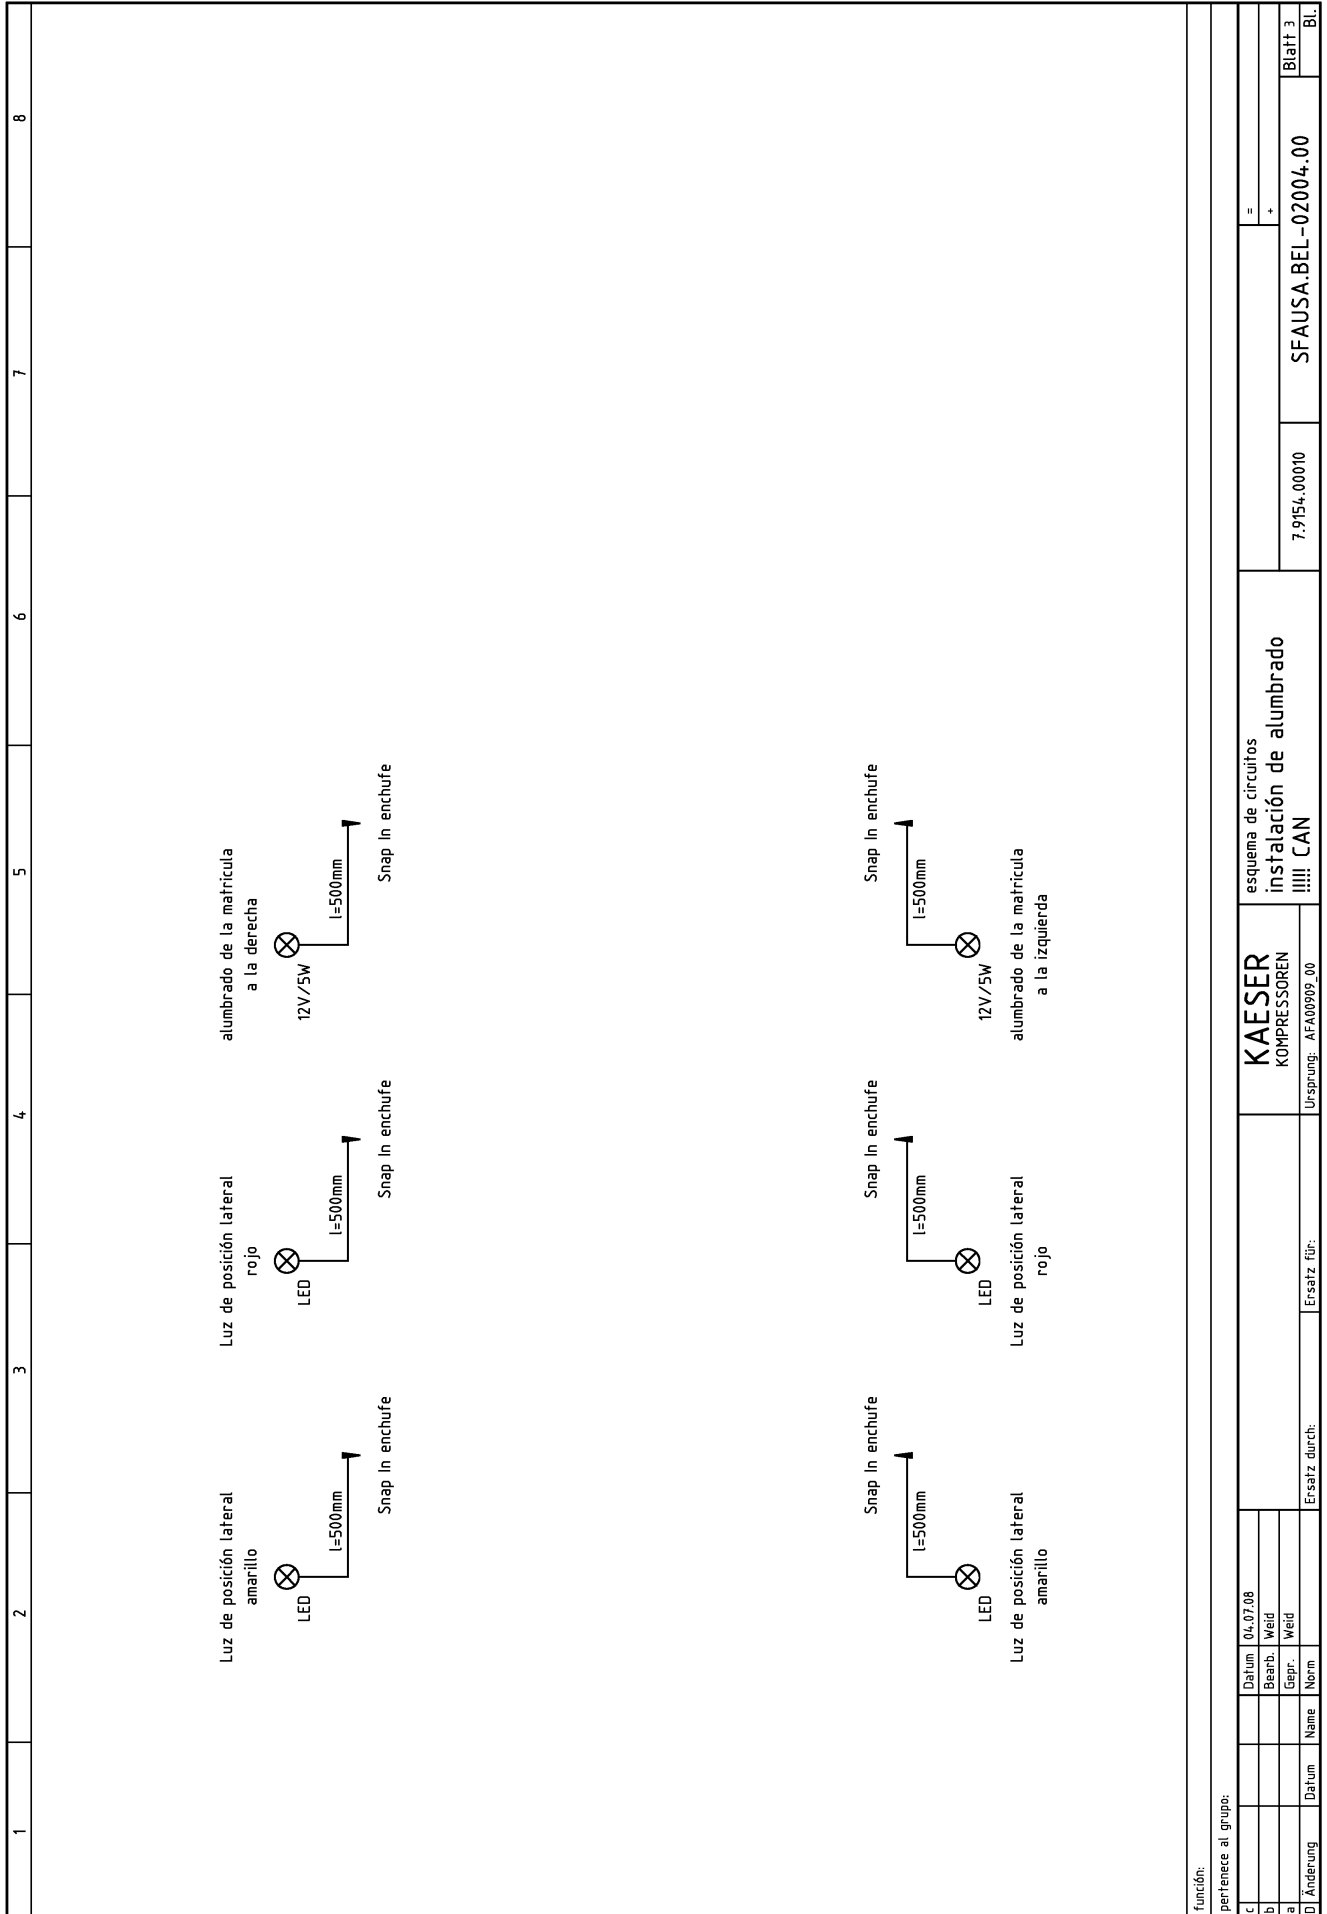 1 2 3 4 5 6 7 8
Luz de posición lateral
amarillo
LED
l=500mm
Snap In enchufe
Luz de posición lateral
rojo
LED
l=500mm
Snap In enchufe
alumbrado de la matricula
a la derecha
12V/5W
l=500mm
Snap In enchufe
Snap In enchufe
l=500mm
LED
Luz de posición lateral
amarillo
Snap In enchufe
l=500mm
LED
Luz de posición lateral
rojo
Snap In enchufe
l=500mm
12V/5W
alumbrado de la matricula
a la izquierda
función:
pertenece al grupo:
c
b
a
D Änderung Datum Name Norm
Datum 04.07.08
Bearb. Weid
Gepr. Weid
Ersatz durch: Ersatz für:
KAESER
KOMPRESSOREN
Ursprung: AFA00909_00
esquema de circuitos
instalación de alumbrado
!!!!! CAN
7.9154.00010
=
+
SFAUSA.BEL-02004.00
Blatt 3
Bl.